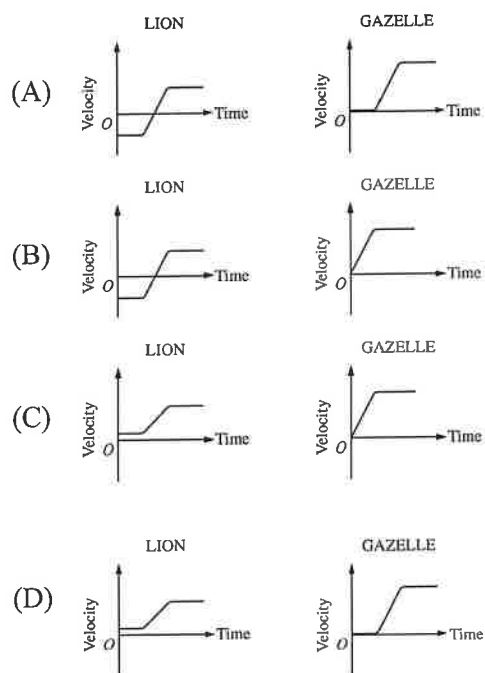 LION GAZELLE
(A) Velocity O Time Velocity O Time
LION GAZELLE
(B) Velocity O Time Velocity O Time
LION GAZELLE
(C) Velocity O Time Velocity O Time
LION GAZELLE
(D) Velocity O Time Velocity O Time